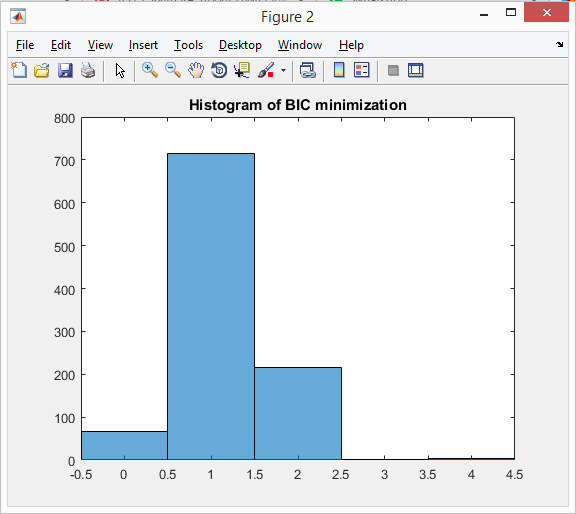 Figure 2
File Edit View Insert Tools Desktop Window Help
Histogram of BIC minimization
800
700
600
500
400
300
200
100
0
-0.5 0 0.5 1 1.5 2 2.5 3 3.5 4 4.5